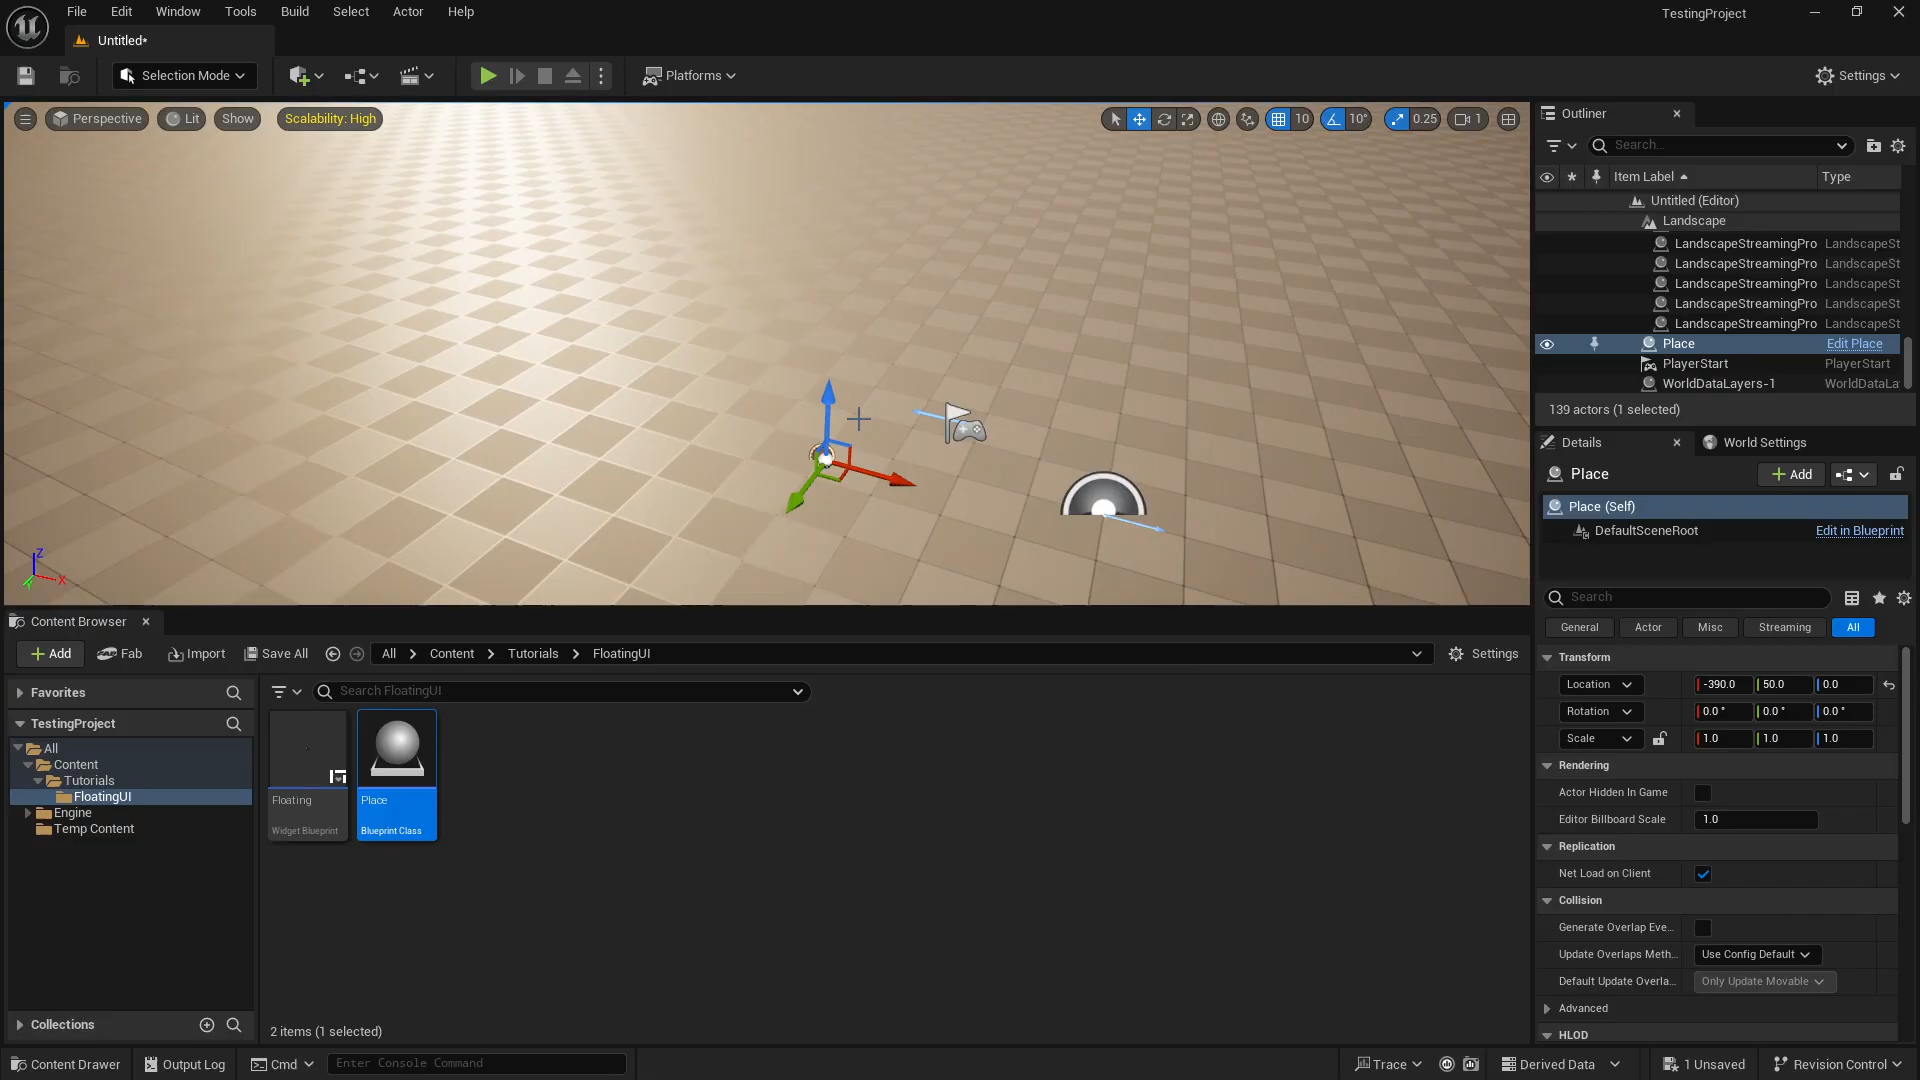 File Edit Window Tools Build Select Actor Help
TestingProject
Untitled*
Selection Mode
Platforms
Settings
Perspective Lit Show Scalability: High
10 10° 0.25 1
Outliner
Search...
Item Label Type
Untitled (Editor)
Landscape
LandscapeStreamingPro LandscapeSt
LandscapeStreamingPro LandscapeSt
LandscapeStreamingPro LandscapeSt
LandscapeStreamingPro LandscapeSt
LandscapeStreamingPro LandscapeSt
Place Edit Place
PlayerStart PlayerStart
WorldDataLayers-1 WorldDataLa
139 actors (1 selected)
Details World Settings
Place Add
Place (Self)
DefaultSceneRoot Edit in Blueprint
Search
General Actor Misc Streaming All
Transform
Location -390.0 50.0 0.0
Rotation 0.0° 0.0° 0.0°
Scale 1.0 1.0 1.0
Rendering
Actor Hidden In Game
Editor Billboard Scale 1.0
Replication
Net Load on Client
Collision
Generate Overlap Eve...
Update Overlaps Meth... Use Config Default
Default Update Overla... Only Update Movable
Advanced
HLOD
Z
X
Y
Content Browser
Add Fab Import Save All All > Content > Tutorials > FloatingUI Settings
Favorites
Search FloatingUI
TestingProject
All
Content
Tutorials
FloatingUI
Engine
Temp Content
Floating
Widget Blueprint
Place
Blueprint Class
Collections
2 items (1 selected)
Content Drawer Output Log Cmd Enter Console Command Trace Derived Data 1 Unsaved Revision Control